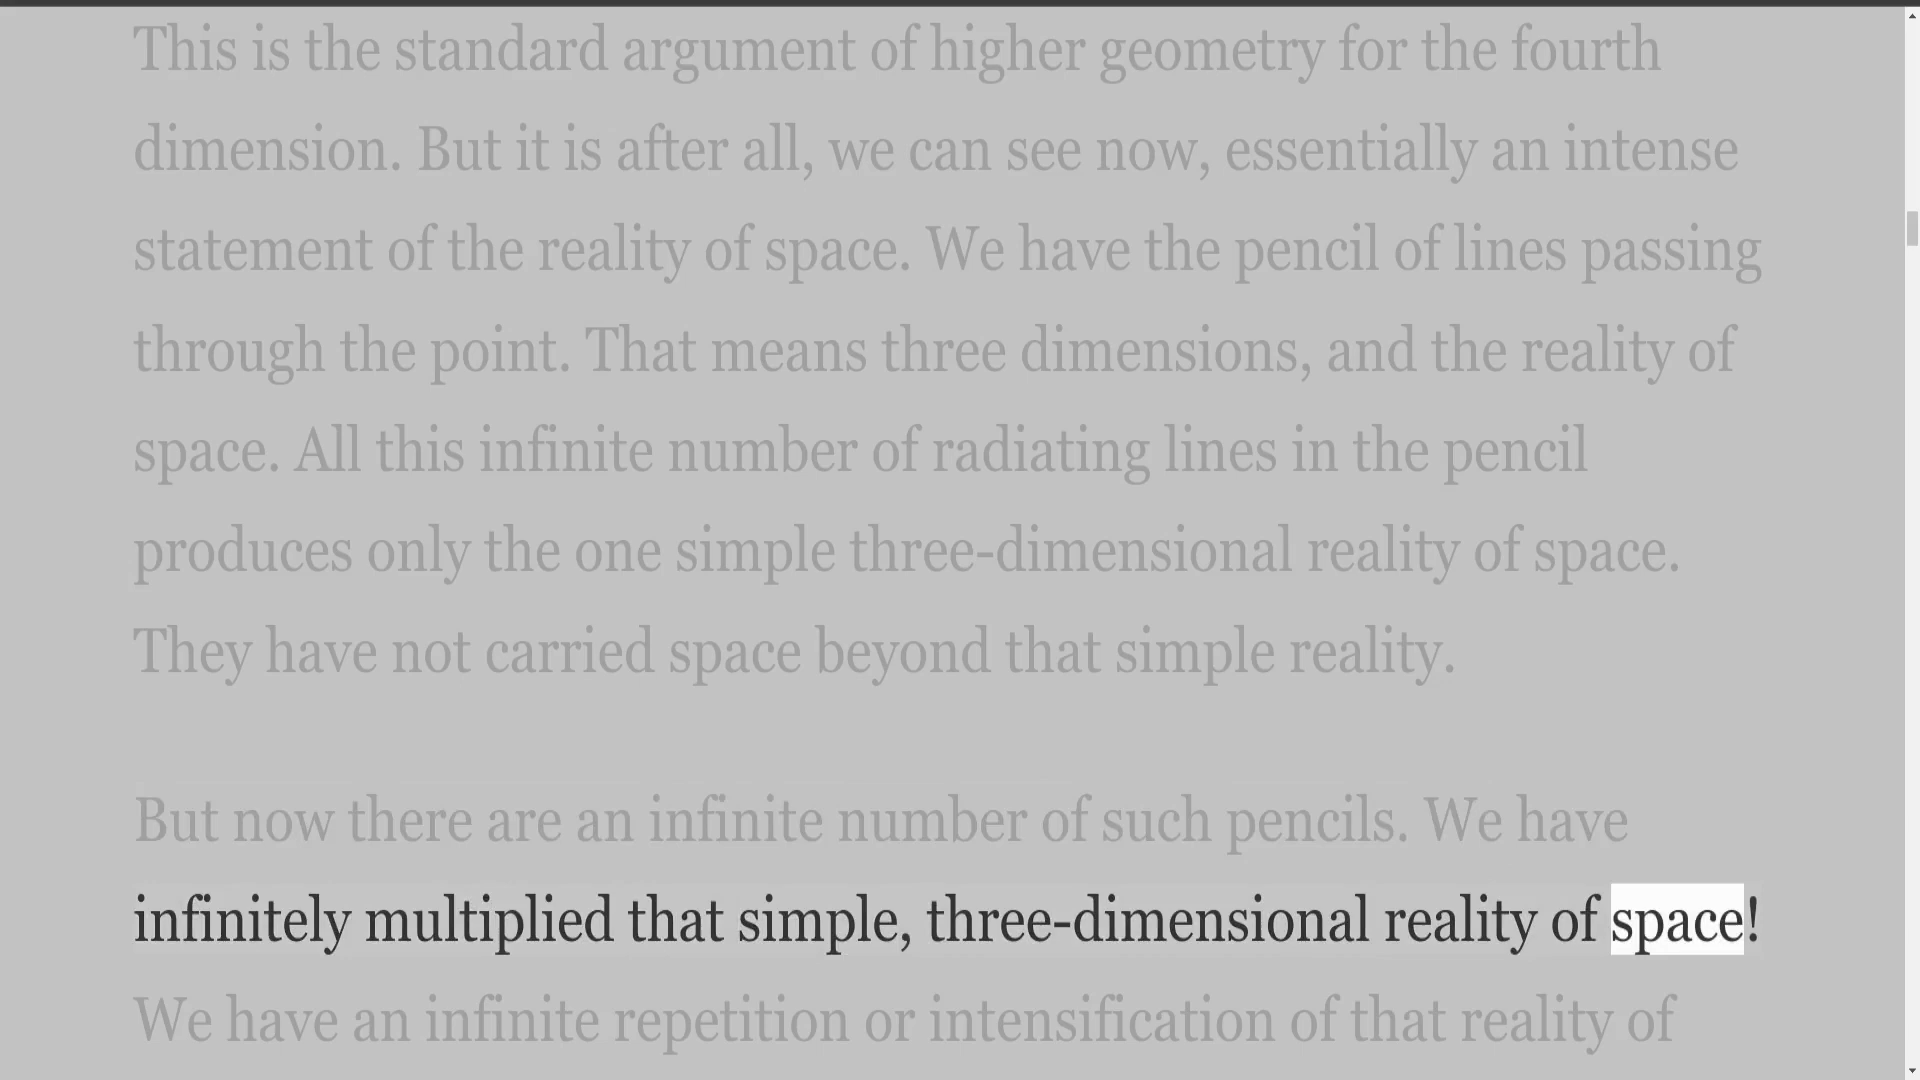 This is the standard argument of higher geometry for the fourth
dimension. But it is after all, we can see now, essentially an intense
statement of the reality of space. We have the pencil of lines passing
through the point. That means three dimensions, and the reality of
space. All this infinite number of radiating lines in the pencil
produces only the one simple three-dimensional reality of space.
They have not carried space beyond that simple reality.
But now there are an infinite number of such pencils. We have
infinitely multiplied that simple, three-dimensional reality of space!
We have an infinite repetition or intensification of that reality of